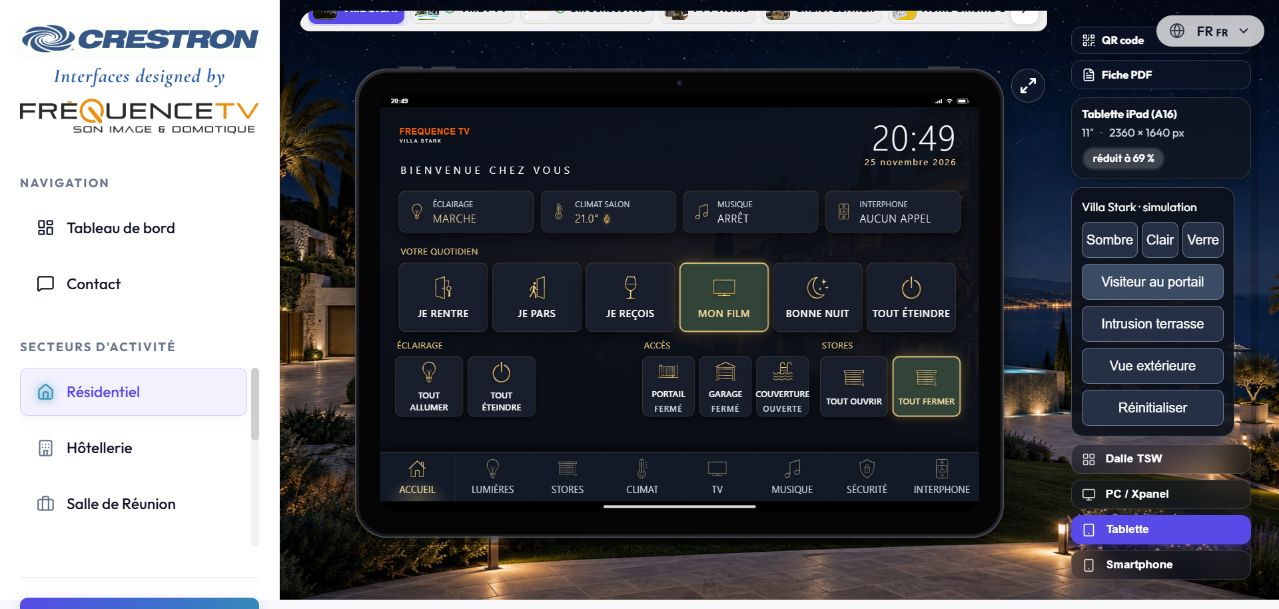 CRESTRON
Interfaces designed by
FRÉQUENCETV
SON IMAGE & DOMOTIQUE
NAVIGATION
Tableau de bord
Contact
SECTEURS D'ACTIVITÉ
Résidentiel
Hôtellerie
Salle de Réunion
20:49
FREQUENCE TV
VILLA STARK
20:49
25 novembre 2026
BIENVENUE CHEZ VOUS
ÉCLAIRAGE
MARCHE
CLIMAT SALON
21.0°
MUSIQUE
ARRÊT
INTERPHONE
AUCUN APPEL
VOTRE QUOTIDIEN
JE RENTRE
JE PARS
JE REÇOIS
MON FILM
BONNE NUIT
TOUT ÉTEINDRE
ÉCLAIRAGE
TOUT
ALLUMER
TOUT
ÉTEINDRE
ACCÈS
PORTAIL
FERMÉ
GARAGE
FERMÉ
COUVERTURE
OUVERTE
STORES
TOUT OUVRIR
TOUT FERMER
ACCUEIL
LUMIÈRES
STORES
CLIMAT
TV
MUSIQUE
SÉCURITÉ
INTERPHONE
FR FR
QR code
Fiche PDF
Tablette iPad (A16)
11" · 2360 × 1640 px
réduit à 69 %
Villa Stark · simulation
Sombre
Clair
Verre
Visiteur au portail
Intrusion terrasse
Vue extérieure
Réinitialiser
Dalle TSW
PC / Xpanel
Tablette
Smartphone